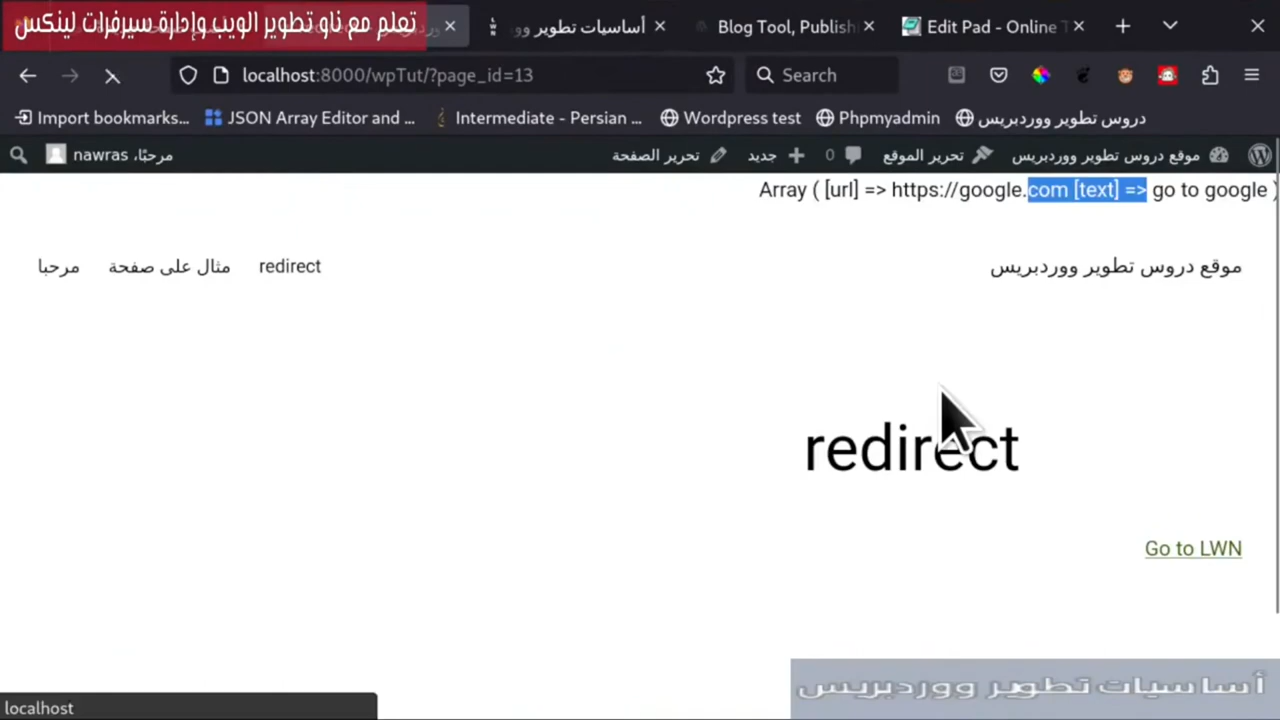 تعلم مع ناو تطوير الويب وإدارة سيرفرات لينكس
أساسيات تطوير وو
Blog Tool, Publish
Edit Pad - Online T
localhost:8000/wpTut/?page_id=13
Search
Import bookmarks...
JSON Array Editor and ...
Intermediate - Persian ...
Wordpress test
Phpmyadmin
دروس تطوير ووردبريس
موقع دروس تطوير ووردبريس
تحرير الموقع
0
جديد
تحرير الصفحة
مرحبًا، nawras
Array ( [url] => https://google.com [text] => go to google )
موقع دروس تطوير ووردبريس
redirect
مثال على صفحة
مرحبا
redirect
Go to LWN
أساسيات تطوير ووردبريس
localhost